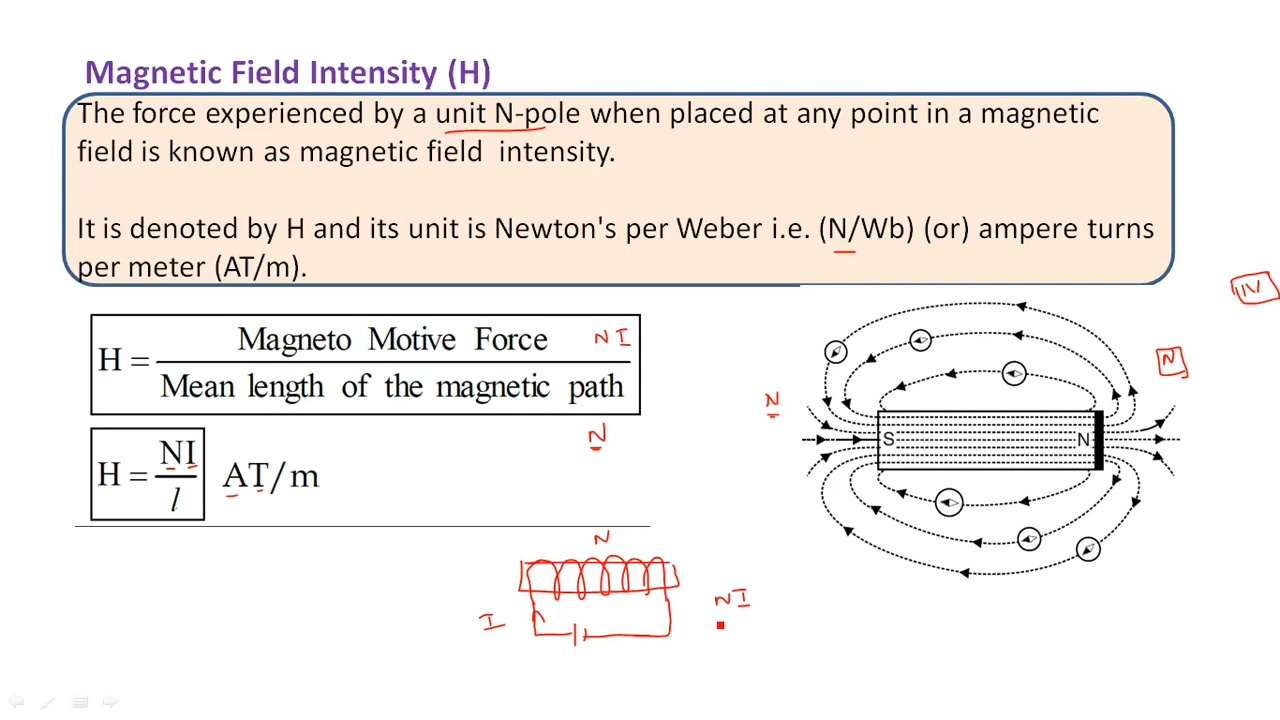 Magnetic Field Intensity (H)
The force experienced by a unit N-pole when placed at any point in a magnetic
field is known as magnetic field intensity.
It is denoted by H and its unit is Newton's per Weber i.e. (N/Wb) (or) ampere turns
per meter (AT/m).
H = Magneto Motive Force NI
Mean length of the magnetic path
N
H = NI
l
AT/m
N
N
S
N
N
I
NI